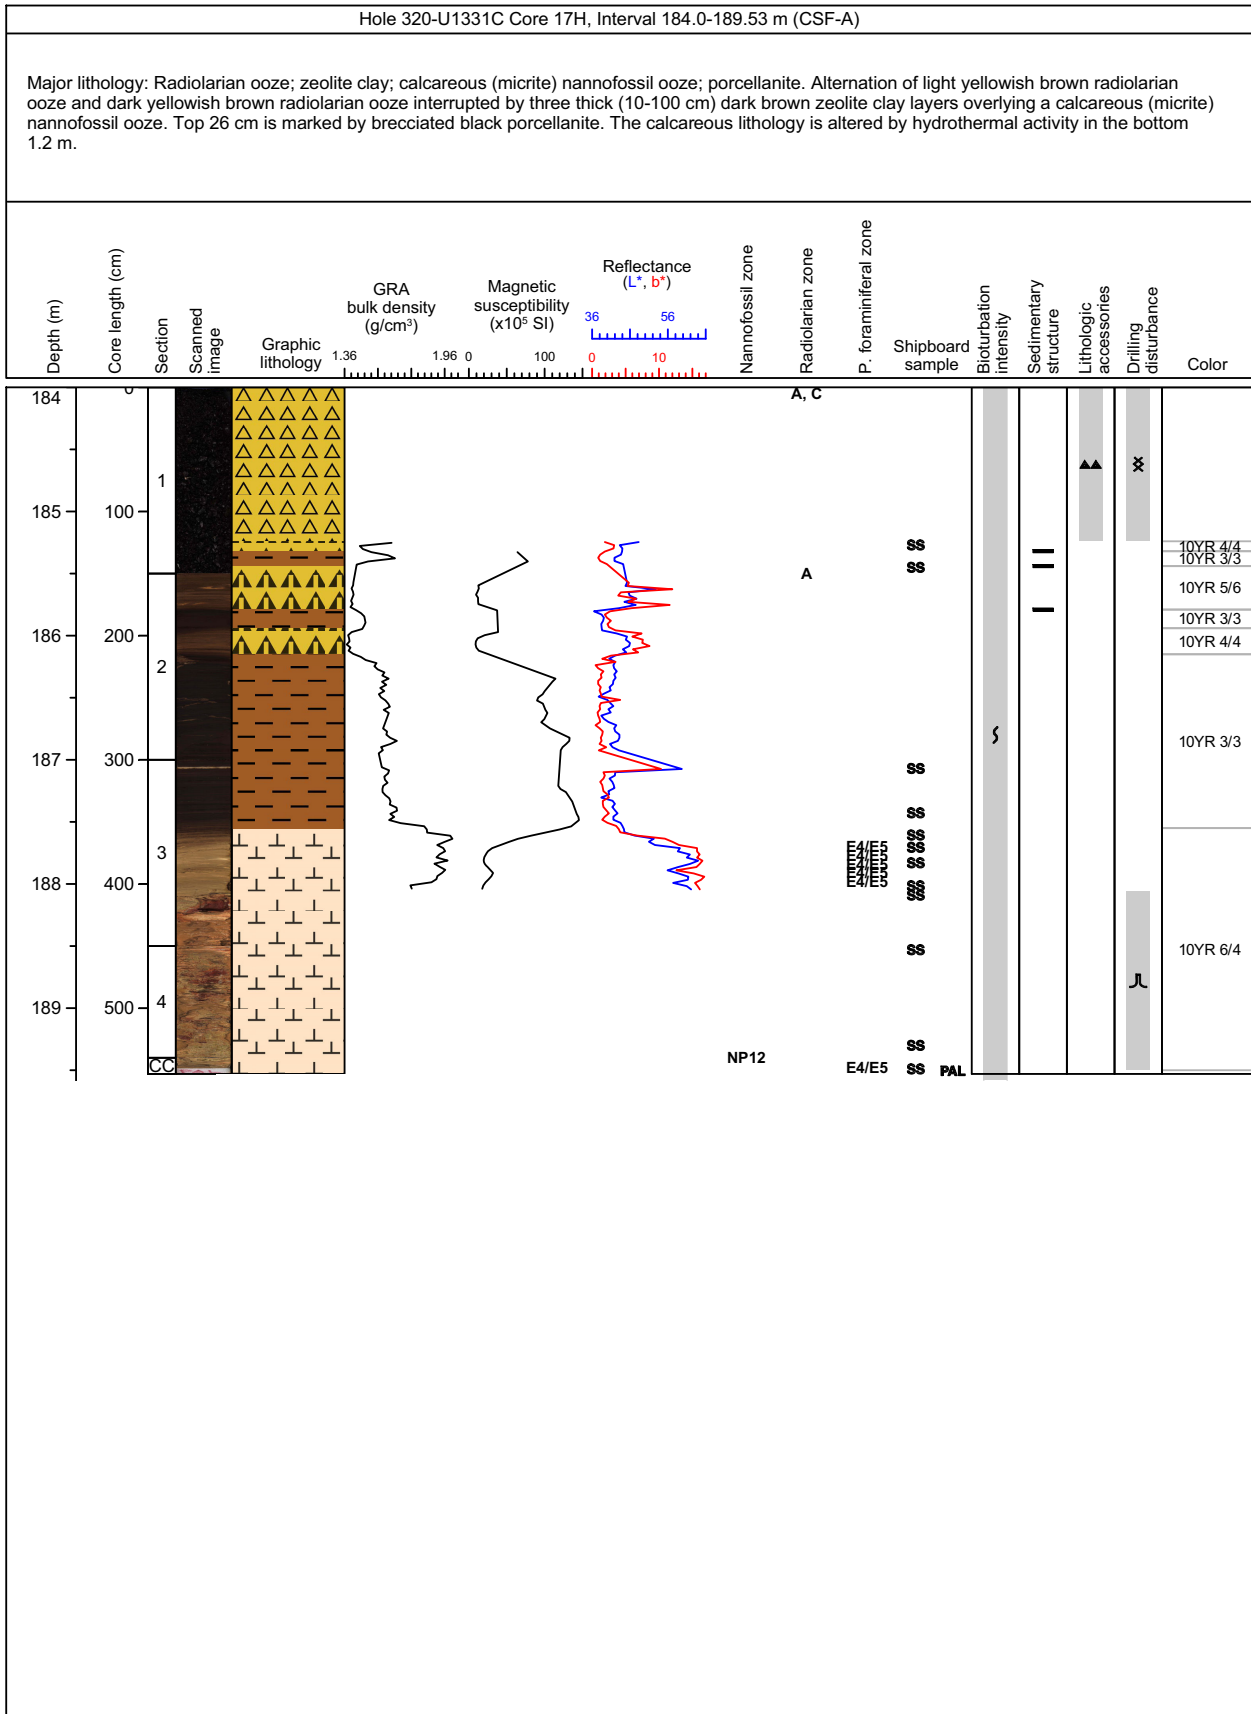 Hole 320-U1331C Core 17H, Interval 184.0-189.53 m (CSF-A)
Major lithology: Radiolarian ooze; zeolite clay; calcareous (micrite) nannofossil ooze; porcellanite. Alternation of light yellowish brown radiolarian
ooze and dark yellowish brown radiolarian ooze interrupted by three thick (10-100 cm) dark brown zeolite clay layers overlying a calcareous (micrite)
nannofossil ooze. Top 26 cm is marked by brecciated black porcellanite. The calcareous lithology is altered by hydrothermal activity in the bottom
1.2 m.
Depth (m)
Core length (cm)
Section
Scanned
image
Graphic
lithology
GRA
bulk density
(g/cm³)
1.36 1.96
Magnetic
susceptibility
(x10⁵ SI)
0 100
Reflectance
(L*, b*)
36 56
0 10
Nannofossil zone
Radiolarian zone
P. foraminiferal zone
Shipboard
sample
Bioturbation
intensity
Sedimentary
structure
Lithologic
accessories
Drilling
disturbance
Color
184 0 A, C
1
185 100
SS 10YR 4/4
10YR 3/3
A SS
10YR 5/6
10YR 3/3
186 200 10YR 4/4
2
10YR 3/3
187 300
SS
SS
SS
E4/E5 SS
3 E4/E5
E4/E5 SS
E4/E5
188 400 E4/E5 SS
SS
SS 10YR 6/4
4
189 500
SS
NP12
CC E4/E5 SS PAL